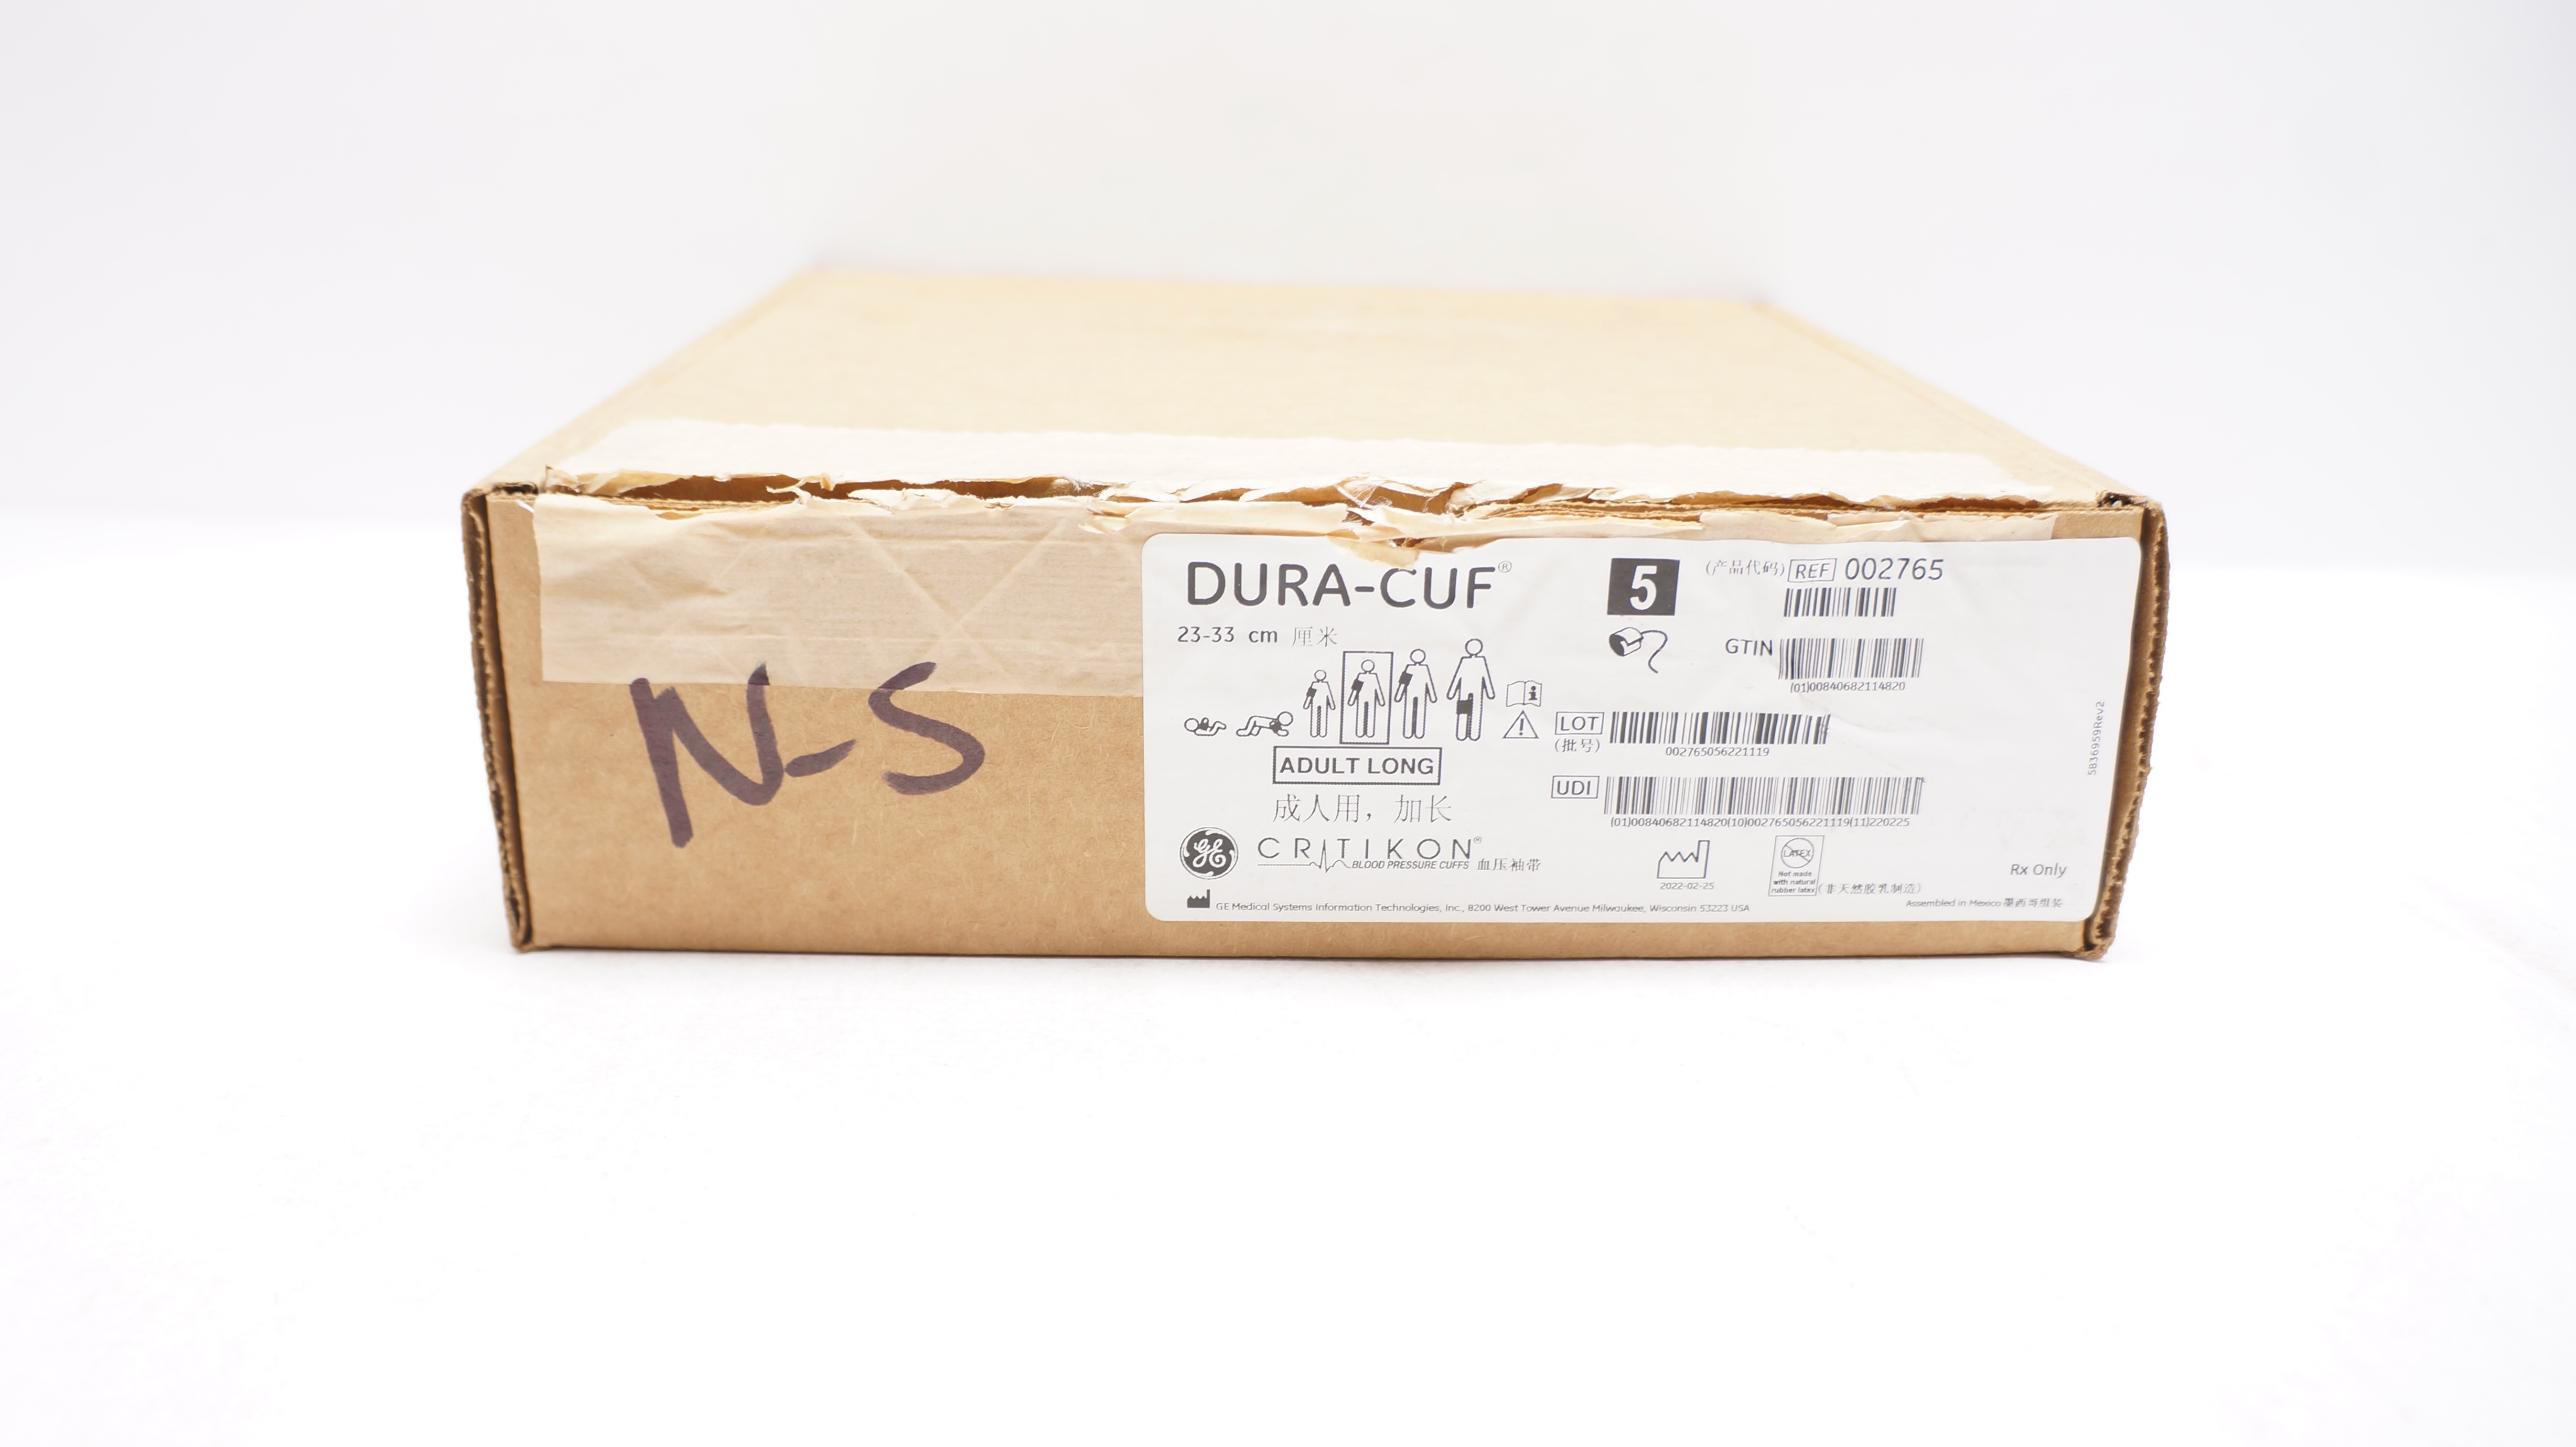 N-S
DURA-CUF®
23-33 cm 厘米
ADULT LONG
成人用，加长
GE
CRITIKON®
BLOOD PRESSURE CUFFS 血压袖带
5
(产品代码) REF 002765
GTIN
(01)00840682114820
LOT
(批号)
002765056221119
UDI
(01)00840682114820(10)002765056221119(11)220225
2022-02-25
LATEX
Not made
with natural
rubber latex
(非天然胶乳制造)
Rx Only
GE Medical Systems Information Technologies, Inc., 8200 West Tower Avenue Milwaukee, Wisconsin 53223 USA
Assembled in Mexico 墨西哥组装
5836959Rev2